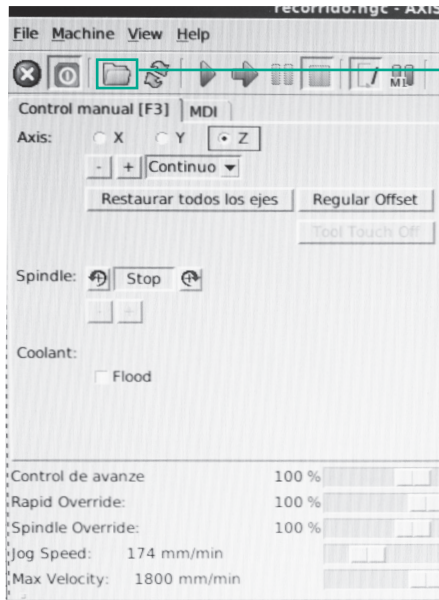 recorrido.ngc - AXIS
File Machine View Help
M1
Control manual [F3] MDI
Axis: X Y Z
- + Continuo
Restaurar todos los ejes Regular Offset
Tool Touch Off
Spindle: Stop
- +
Coolant:
Flood
Control de avanze 100 %
Rapid Override: 100 %
Spindle Override: 100 %
Jog Speed: 174 mm/min
Max Velocity: 1800 mm/min